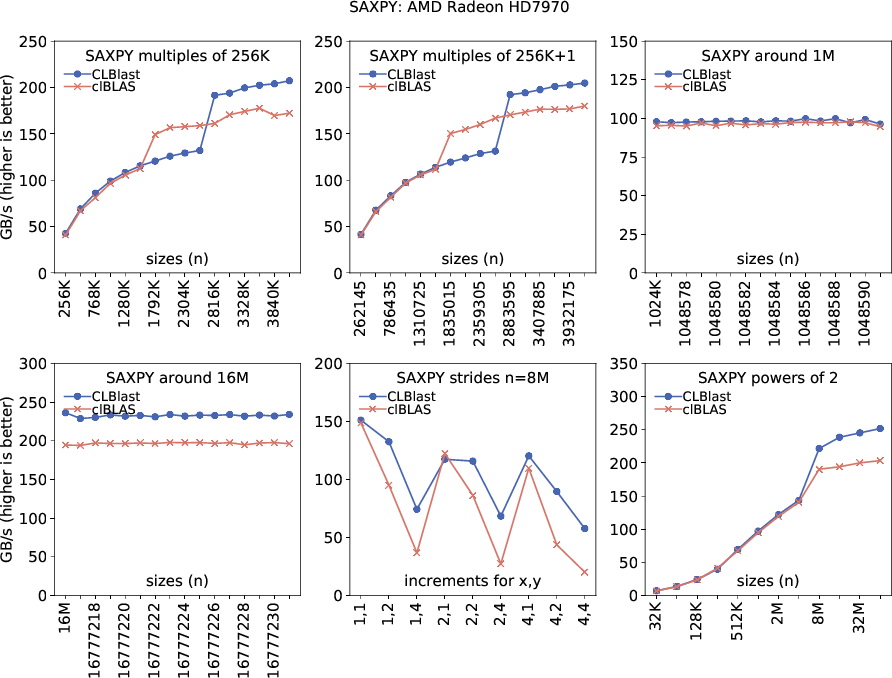 SAXPY: AMD Radeon HD7970
GB/s (higher is better)
SAXPY multiples of 256K
CLBlast
clBLAS
250
200
150
100
50
0
sizes (n)
256K
768K
1280K
1792K
2304K
2816K
3328K
3840K
SAXPY multiples of 256K+1
CLBlast
clBLAS
250
200
150
100
50
0
sizes (n)
262145
786435
1310725
1835015
2359305
2883595
3407885
3932175
SAXPY around 1M
CLBlast
clBLAS
150
125
100
75
50
25
0
sizes (n)
1024K
1048578
1048580
1048582
1048584
1048586
1048588
1048590
GB/s (higher is better)
SAXPY around 16M
CLBlast
clBLAS
300
250
200
150
100
50
0
sizes (n)
16M
16777218
16777220
16777222
16777224
16777226
16777228
16777230
SAXPY strides n=8M
CLBlast
clBLAS
200
150
100
50
0
increments for x,y
1,1
1,2
1,4
2,1
2,2
2,4
4,1
4,2
4,4
SAXPY powers of 2
CLBlast
clBLAS
350
300
250
200
150
100
50
0
sizes (n)
32K
128K
512K
2M
8M
32M